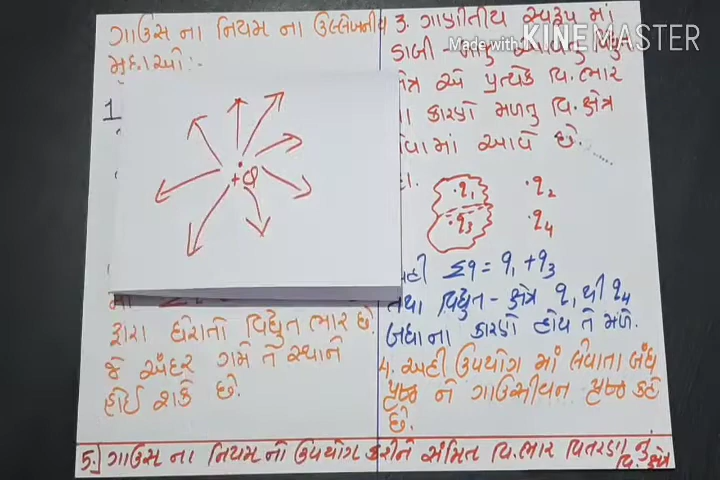 ગાઉસ ના નિયમ ના ઉલ્લેખનીય
મુદ્દાઓ:-
1
+Q
દ્વારા ઘેરાતો વિદ્યુત ભાર છે.
જે અંદર ગમે તે સ્થાને
હોઈ શકે છે.
3. ગાણીતીય સ્વરૂપ માં
ડાબી - બાજુ
Made with KINEMASTER
ક્ષેત્ર એ પ્રત્યેક વિ.ભાર
ના કારણે મળતુ વિ.ક્ષેત્ર
લેવામાં આવે છે.
.q₁ .q₂
.q₃ .q₄
અહી Σq = q₁ + q₃
તથા વિદ્યુત-ક્ષેત્ર q₁ થી q₄
બધાના કારણે હોય તે મળે.
4. અહી ઉપયોગ માં લેવાતા બંધ
પૃષ્ઠ ને ગાઉસીયન પૃષ્ઠ કહે
છે.
5. ગાઉસ ના નિયમ નો ઉપયોગ કરીને સંમિત વિ.ભાર વિતરણ નુ
વિ. ક્ષેત્ર